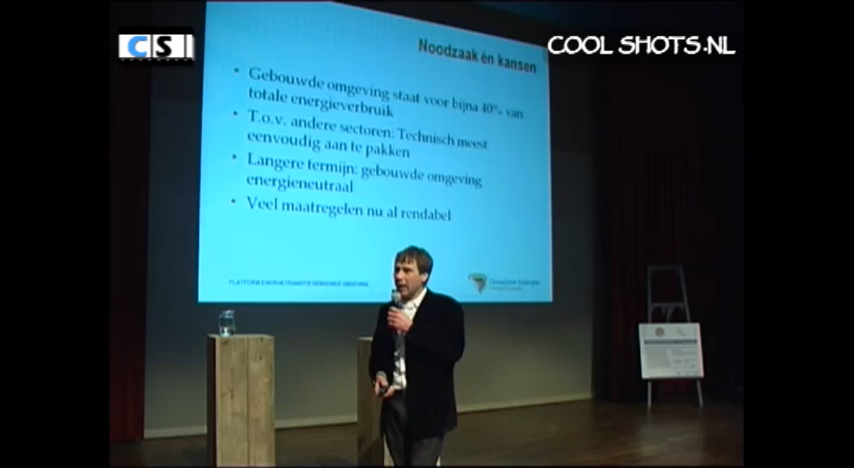 CS
COOL SHOTS.NL
Noodzaak én kansen
• Gebouwde omgeving staat voor bijna 40% van
totale energieverbruik
• T.o.v. andere sectoren: Technisch meest
eenvoudig aan te pakken
• Langere termijn: gebouwde omgeving
energieneutraal
• Veel maatregelen nu al rendabel
PLATFORM ENERGIETRANSITIE GEBOUWDE OMGEVING